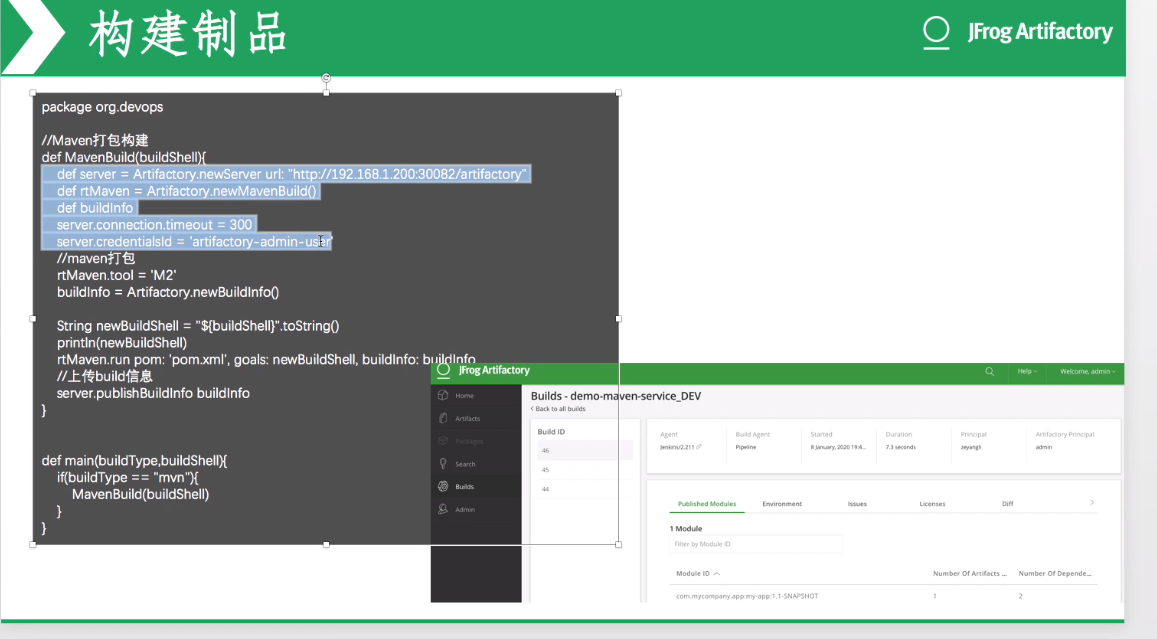 构建制品
JFrog Artifactory
package org.devops
//Maven打包构建
def MavenBuild(buildShell){
def server = Artifactory.newServer url: "http://192.168.1.200:30082/artifactory"
def rtMaven = Artifactory.newMavenBuild()
def buildInfo
server.connection.timeout = 300
server.credentialsId = 'artifactory-admin-user'
//maven打包
rtMaven.tool = 'M2'
buildInfo = Artifactory.newBuildInfo()
String newBuildShell = "${buildShell}".toString()
println(newBuildShell)
rtMaven.run pom: 'pom.xml', goals: newBuildShell, buildInfo: buildInfo
//上传build信息
server.publishBuildInfo buildInfo
}
def main(buildType,buildShell){
if(buildType == "mvn"){
MavenBuild(buildShell)
}
}
JFrog Artifactory
Help
Welcome, admin
Home
Artifacts
Packages
Search
Builds
Admin
Builds - demo-maven-service_DEV
< Back to all builds
Build ID
46
45
44
Agent
Build Agent
Started
Duration
Principal
Artifactory Principal
Jenkins/2.211
Pipeline
8 January, 2020 19:4...
7.3 seconds
zeyangli
admin
Published Modules
Environment
Issues
Licenses
Diff
1 Module
Filter by Module ID
Module ID
Number Of Artifacts ...
Number Of Depende...
com.mycompany.app:my-app:1.1-SNAPSHOT
1
2